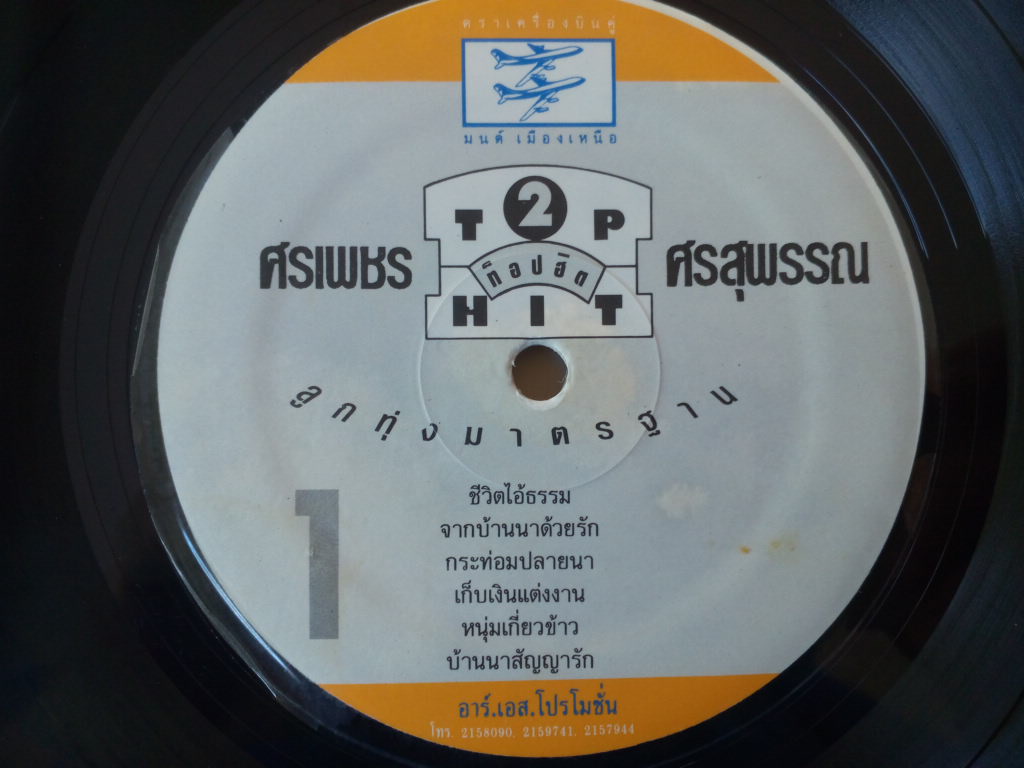 ตราเครื่องบินคู่
มนต์ เมืองเหนือ
T 2 P
ศรเพชร ท็อปฮิต ศรสุพรรณ
HIT
ลูกทุ่งมาตรฐาน
1
ชีวิตไอ้ธรรม
จากบ้านนาด้วยรัก
กระท่อมปลายนา
เก็บเงินแต่งงาน
หนุ่มเกี่ยวข้าว
บ้านนาสัญญารัก
อาร์.เอส.โปรโมชั่น
โทร. 2158090, 2159741, 2157944